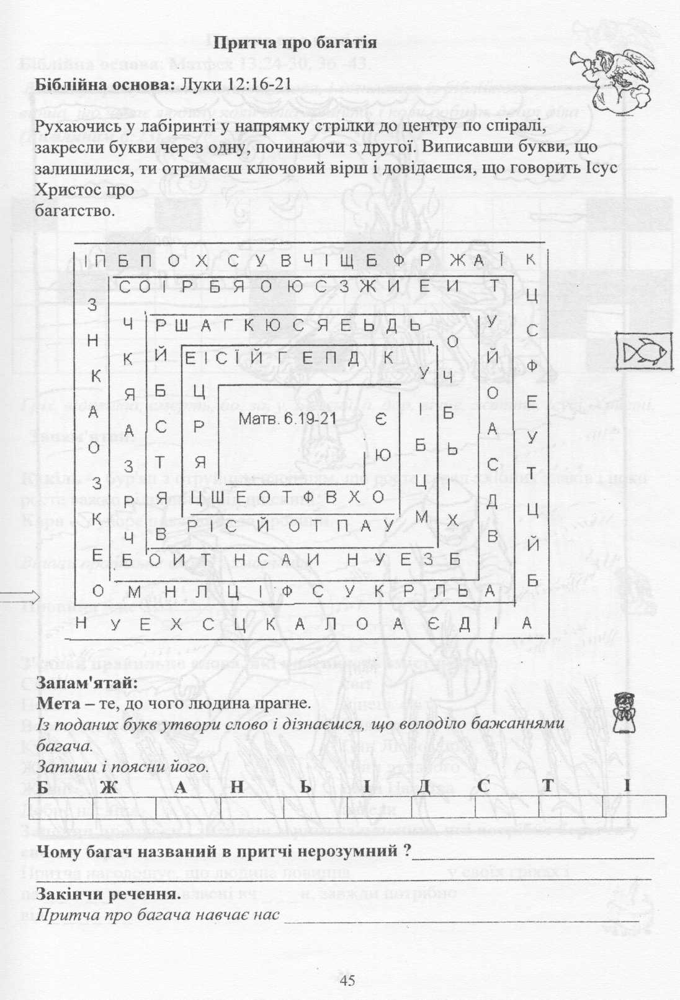 Притча про багатія
Біблійна основа: Луки 12:16-21
Рухаючись у лабіринті у напрямку стрілки до центру по спіралі,
закресли букви через одну, починаючи з другої. Виписавши букви, що
залишилися, ти отримаєш ключовий вірш і довідаєшся, що говорить Ісус
Христос про
багатство.
І П Б П О Х С У В Ч І Щ Б Ф Р Ж А Ї К
С О І Р Б Я О Ю С З Ж И Е И Т
З Ц
Ч Р Ш А Г К Ю С Я Е Ь Д Ь У С
Н О
К Й Е І С Ї Й Г Е П Д К Й Ф
К У Ч
Я Б Ц О Е
А І Б
А С Р Матв. 6.19-21 Є А У
О Б Ь
З Т Я Ю С Т
З Ц І
Р Я Ц Ш Е О Т Ф В Х О Д Ц
К М Х
Ч В Р І С Й О Т П А У В Й
Е Б О И Т Н С А И Н У Е З Б
О М Н Л Ц І Ф С У К Р Л Ь А Б
Н У Е Х С Ц К А Л О А Є Д І А
Запам'ятай:
Мета – те, до чого людина прагне.
Із поданих букв утвори слово і дізнаєшся, що володіло бажаннями
багача.
Запиши і поясни його.
Б Ж А Н Ь І Д С Т І
Чому багач названий в притчі нерозумний ?
Закінчи речення.
Притча про багача навчає нас
45